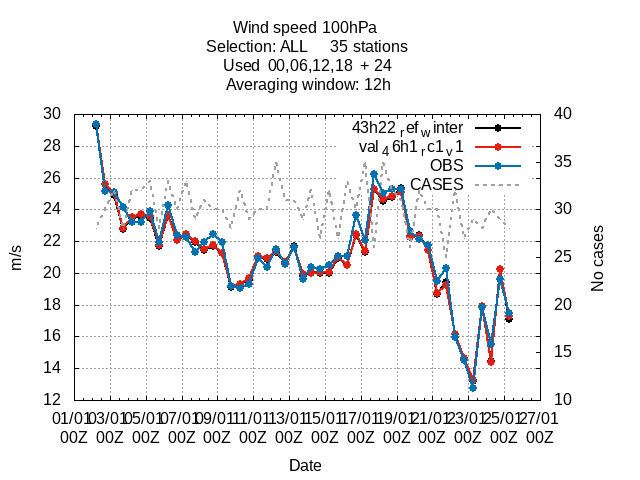 Wind speed 100hPa
Selection: ALL 35 stations
Used 00,06,12,18 + 24
Averaging window: 12h
43h22 refwinter
val46h1rc1v1
OBS
CASES
30
28
26
24
22
20
18
16
14
12
m/s
40
35
30
25
20
15
10
No cases
01/01 03/01 05/01 07/01 09/01 11/01 13/01 15/01 17/01 19/01 21/01 23/01 25/01 27/01
00Z 00Z 00Z 00Z 00Z 00Z 00Z 00Z 00Z 00Z 00Z 00Z 00Z 00Z
Date